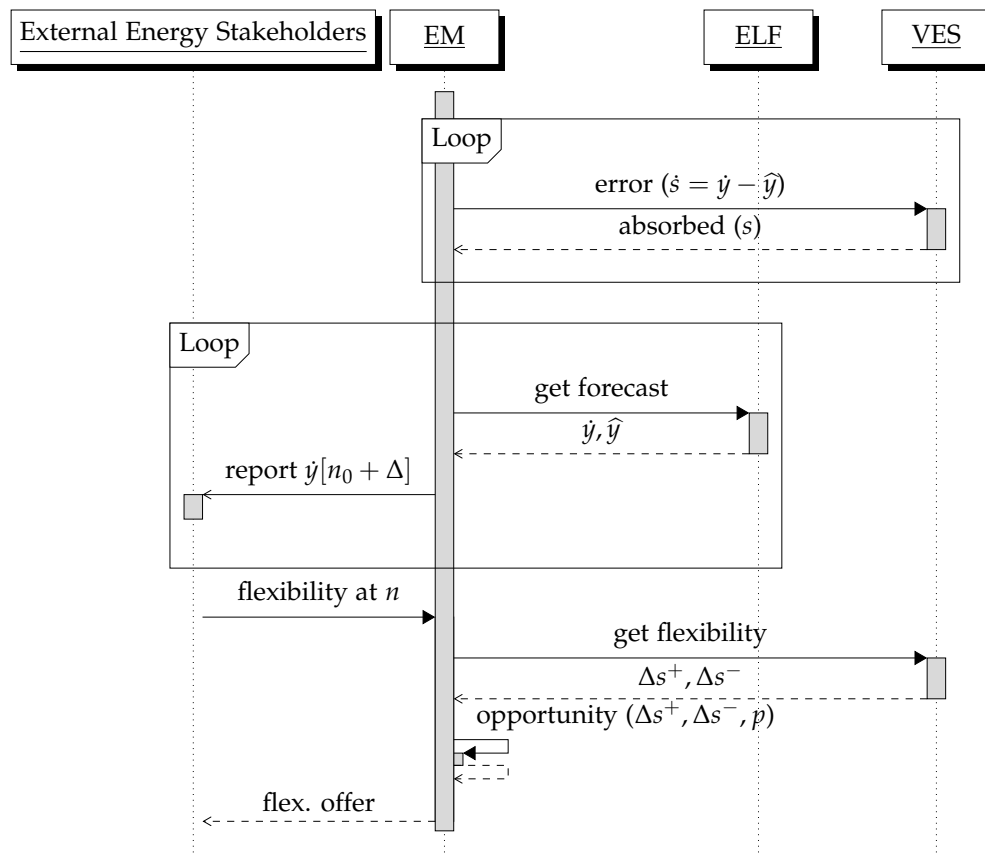 External Energy Stakeholders
EM
ELF
VES
Loop
error (ṡ = ẏ − ŷ)
absorbed (s)
Loop
get forecast
ẏ, ŷ
report ẏ[n₀ + Δ]
flexibility at n
get flexibility
Δs⁺, Δs⁻
opportunity (Δs⁺, Δs⁻, p)
flex. offer